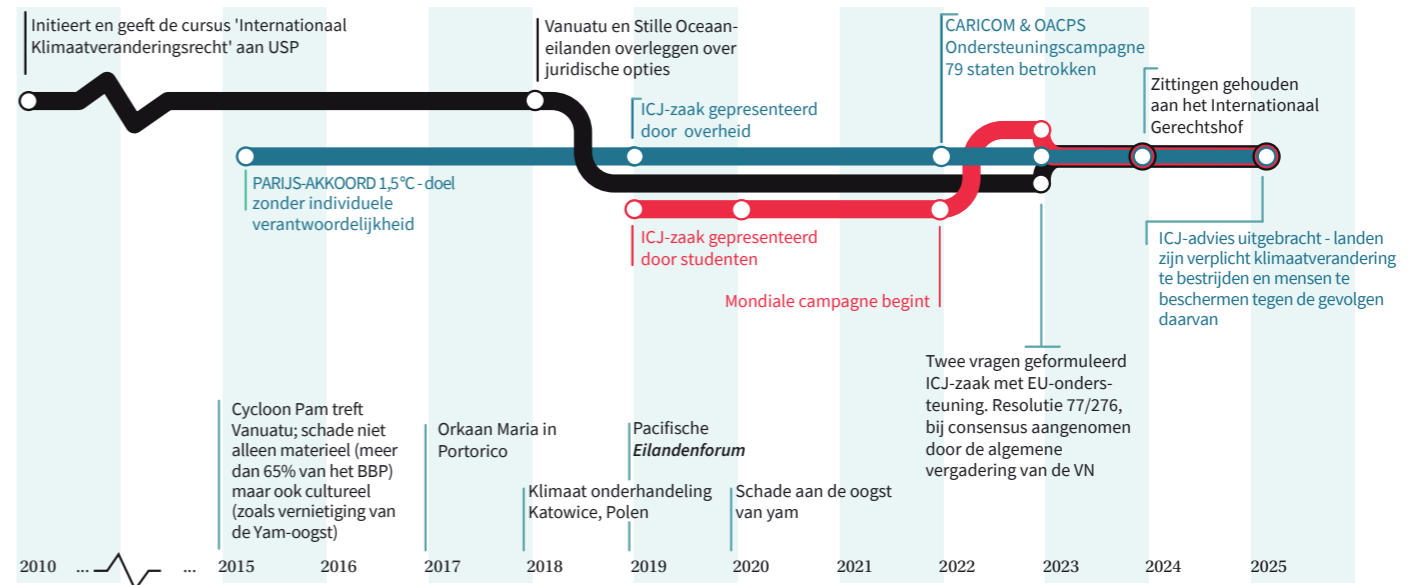 Initieert en geeft de cursus 'Internationaal
Klimaatveranderingsrecht' aan USP
Vanuatu en Stille Oceaan-
eilanden overleggen over
juridische opties
CARICOM & OACPS
Ondersteuningscampagne
79 staten betrokken
Zittingen gehouden
aan het Internationaal
Gerechtshof
ICJ-zaak gepresenteerd
door overheid
PARIJS-AKKOORD 1,5°C - doel
zonder individuele
verantwoordelijkheid
ICJ-zaak gepresenteerd
door studenten
Mondiale campagne begint
ICJ-advies uitgebracht - landen
zijn verplicht klimaatverandering
te bestrijden en mensen te
beschermen tegen de gevolgen
daarvan
Twee vragen geformuleerd
ICJ-zaak met EU-onders-
teuning. Resolutie 77/276,
bij consensus aangenomen
door de algemene
vergadering van de VN
Cycloon Pam treft
Vanuatu; schade niet
alleen materieel (meer
dan 65% van het BBP)
maar ook cultureel
(zoals vernietiging van
de Yam-oogst)
Orkaan Maria in
Portorico
Klimaat onderhandeling
Katowice, Polen
Pacifische
Eilandenforum
Schade aan de oogst
van yam
2010 ... ... 2015 2016 2017 2018 2019 2020 2021 2022 2023 2024 2025